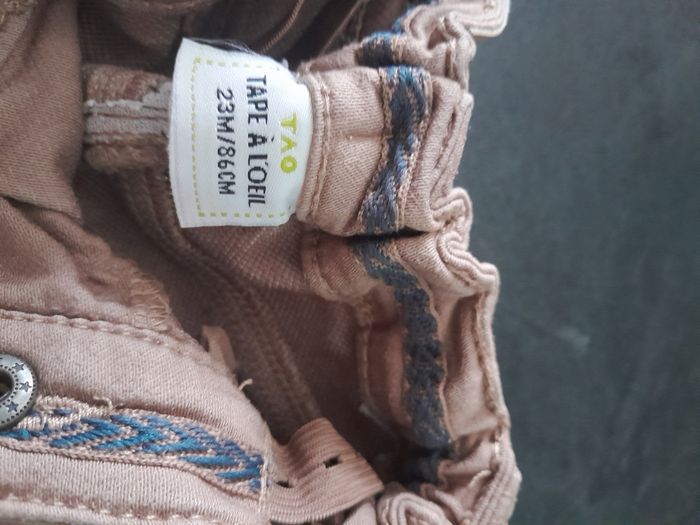 TAO
TAPE À L'OEIL
23M/86CM